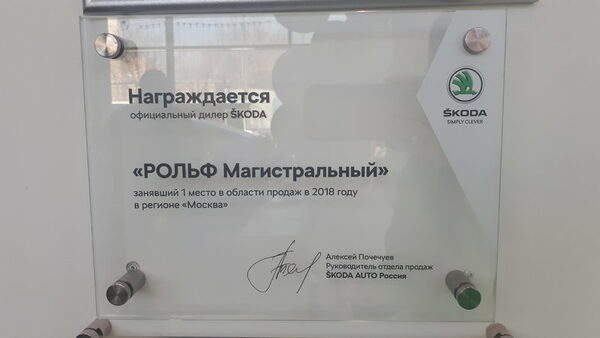 Награждается
официальный дилер ŠKODA
ŠKODA
SIMPLY CLEVER
«РОЛЬФ Магистральный»
занявший 1 место в области продаж в 2018 году
в регионе «Москва»
Алексей Почечуев
Руководитель отдела продаж
ŠKODA AUTO Россия